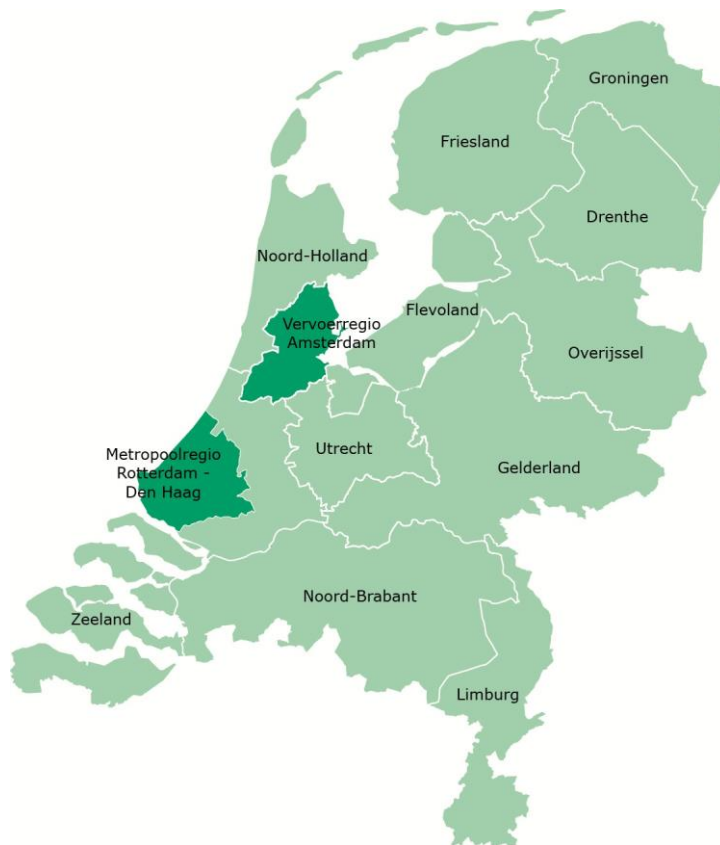 Groningen
Friesland
Drenthe
Noord-Holland
Flevoland
Vervoerregio
Amsterdam
Overijssel
Utrecht
Metropoolregio
Rotterdam -
Den Haag
Gelderland
Noord-Brabant
Zeeland
Limburg